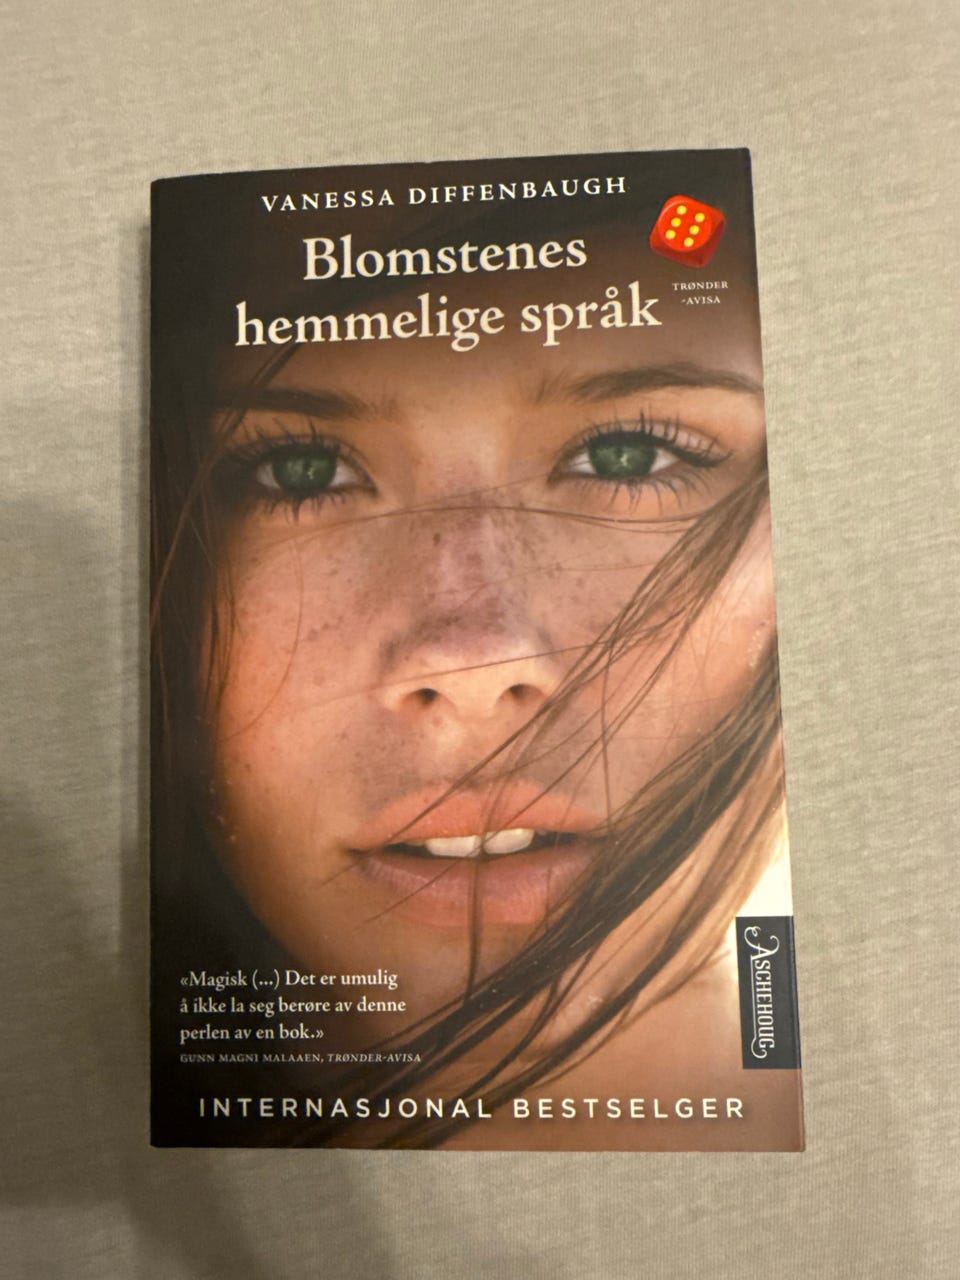 VANESSA DIFFENBAUGH
Blomstenes
hemmelige språk
TRØNDER
-AVISA
«Magisk (...) Det er umulig
å ikke la seg berøre av denne
perlen av en bok.»
GUNN MAGNI MALAAEN, TRØNDER-AVISA
ASCHEHOUG
INTERNASJONAL BESTSELGER